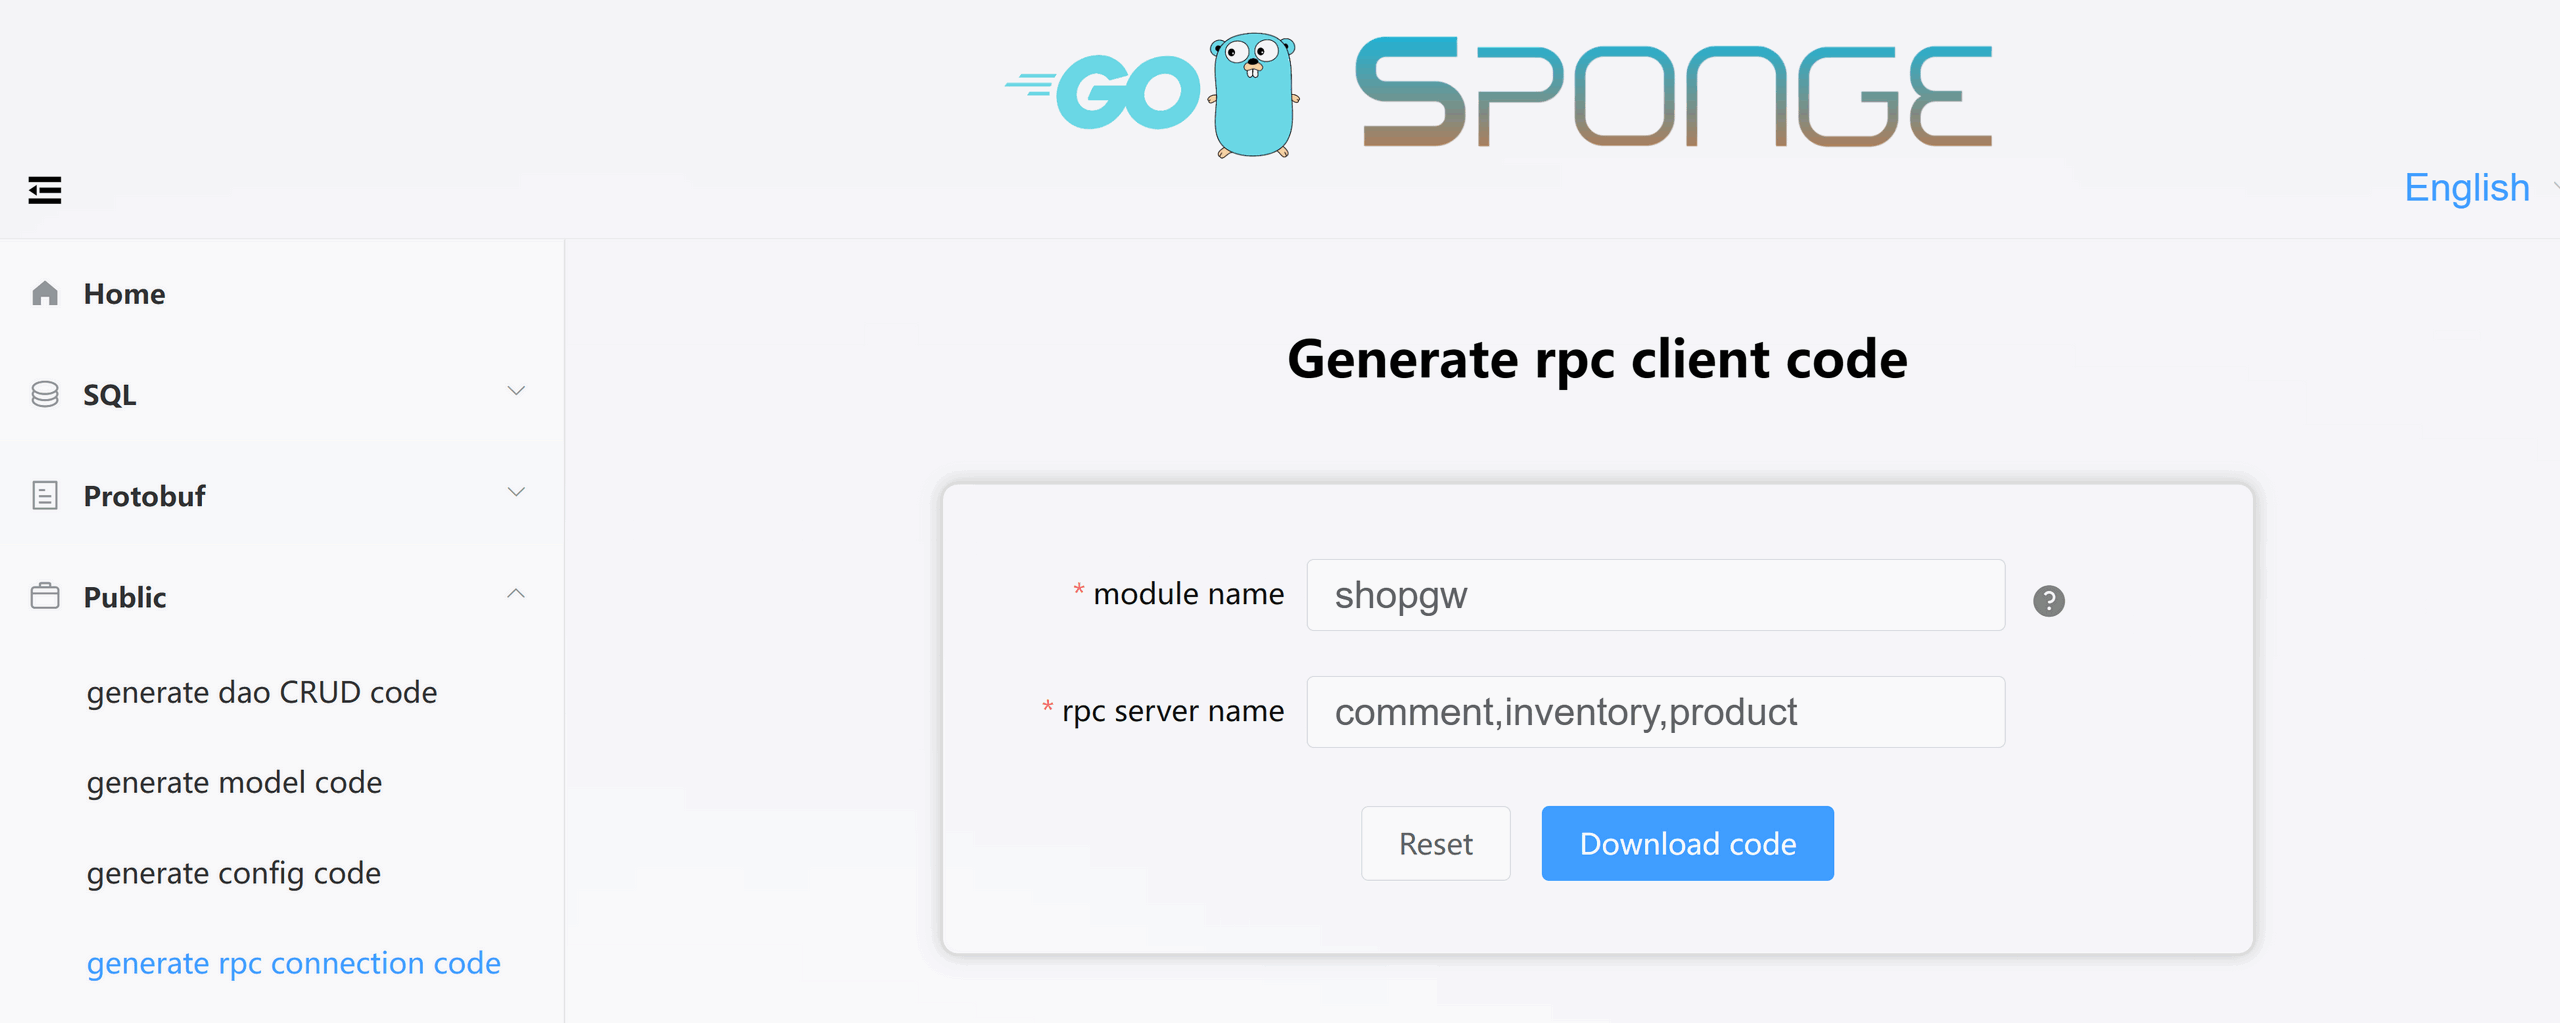 GO SPONGE
English
Home
SQL
Protobuf
Public
generate dao CRUD code
generate model code
generate config code
generate rpc connection code
Generate rpc client code
* module name shopgw ?
* rpc server name comment,inventory,product
Reset Download code